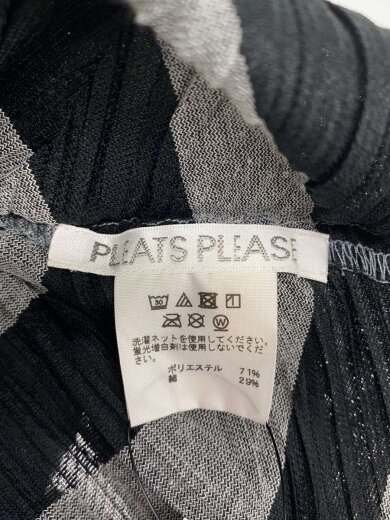 PLEATS PLEASE
30
洗濯ネットを使用してください。
蛍光増白剤は使用しないでくだ
さい。
ポリエステル 71%
綿 29%